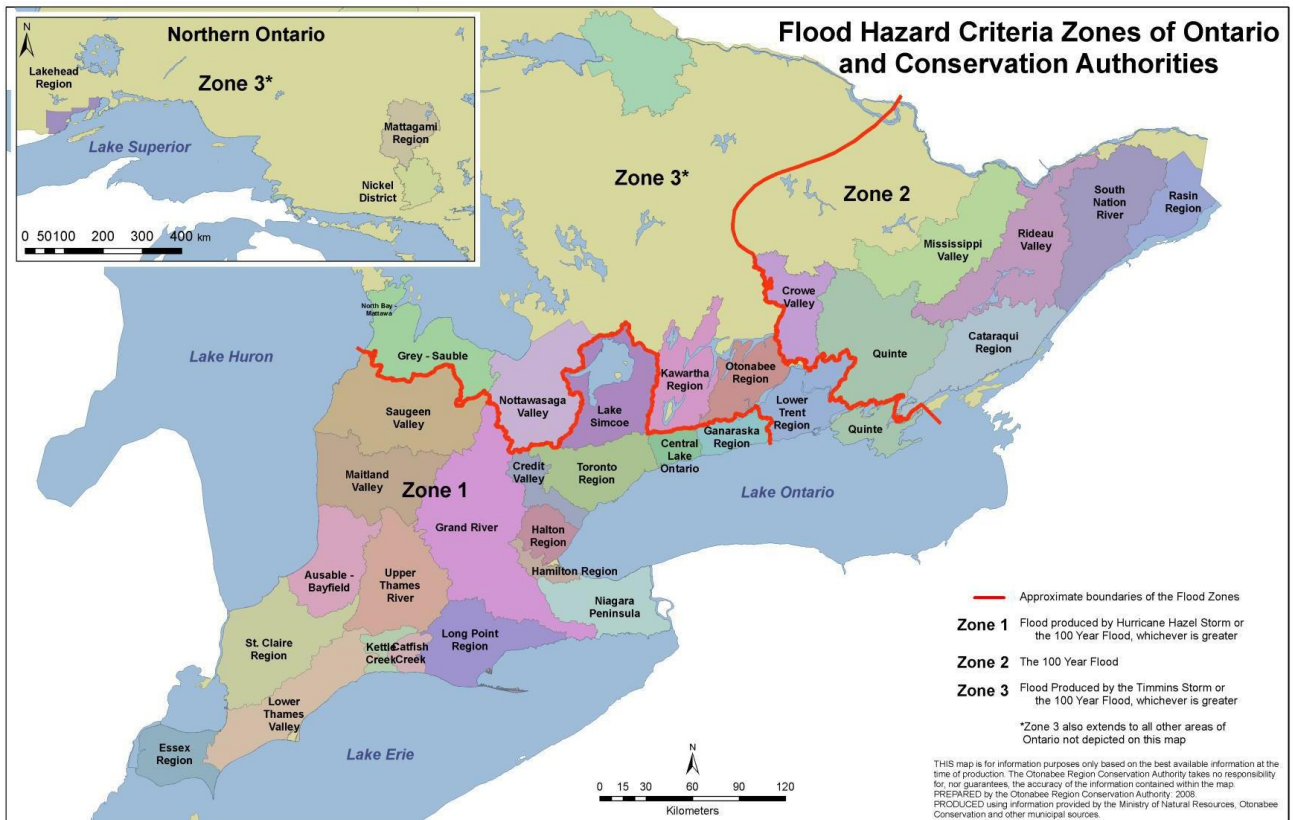 Flood Hazard Criteria Zones of Ontario
and Conservation Authorities
N
Northern Ontario
Lakehead
Region
Zone 3*
Mattagami
Region
Lake Superior
Nickel
District
0 50 100 200 300 400 km
Zone 3*
Zone 2
South
Nation
River
Rasin
Region
Rideau
Valley
Mississippi
Valley
Crowe
Valley
North Bay -
Mattawa
Lake Huron
Grey - Sauble
Cataraqui
Region
Quinte
Kawartha
Region
Otonabee
Region
Nottawasaga
Valley
Lake
Simcoe
Lower
Trent
Region
Saugeen
Valley
Quinte
Ganaraska
Region
Central
Lake
Ontario
Credit
Valley
Toronto
Region
Maitland
Valley
Zone 1
Lake Ontario
Grand River
Halton
Region
Hamilton Region
Ausable -
Bayfield
Upper
Thames
River
Niagara
Peninsula
St. Claire
Region
Kettle
Creek
Catfish
Creek
Long Point
Region
Lower
Thames
Valley
Essex
Region
Lake Erie
N
0 15 30 60 90 120
Kilometers
Approximate boundaries of the Flood Zones
Zone 1 Flood produced by Hurricane Hazel Storm or
the 100 Year Flood, whichever is greater
Zone 2 The 100 Year Flood
Zone 3 Flood Produced by the Timmins Storm or
the 100 Year Flood, whichever is greater
*Zone 3 also extends to all other areas of
Ontario not depicted on this map
THIS map is for information purposes only based on the best available information at the
time of production. The Otonabee Region Conservation Authority takes no responsibility
for, nor guarantees, the accuracy of the information contained within the map.
PREPARED by the Otonabee Region Conservation Authority: 2008.
PRODUCED using information provided by the Ministry of Natural Resources, Otonabee
Conservation and other municipal sources.